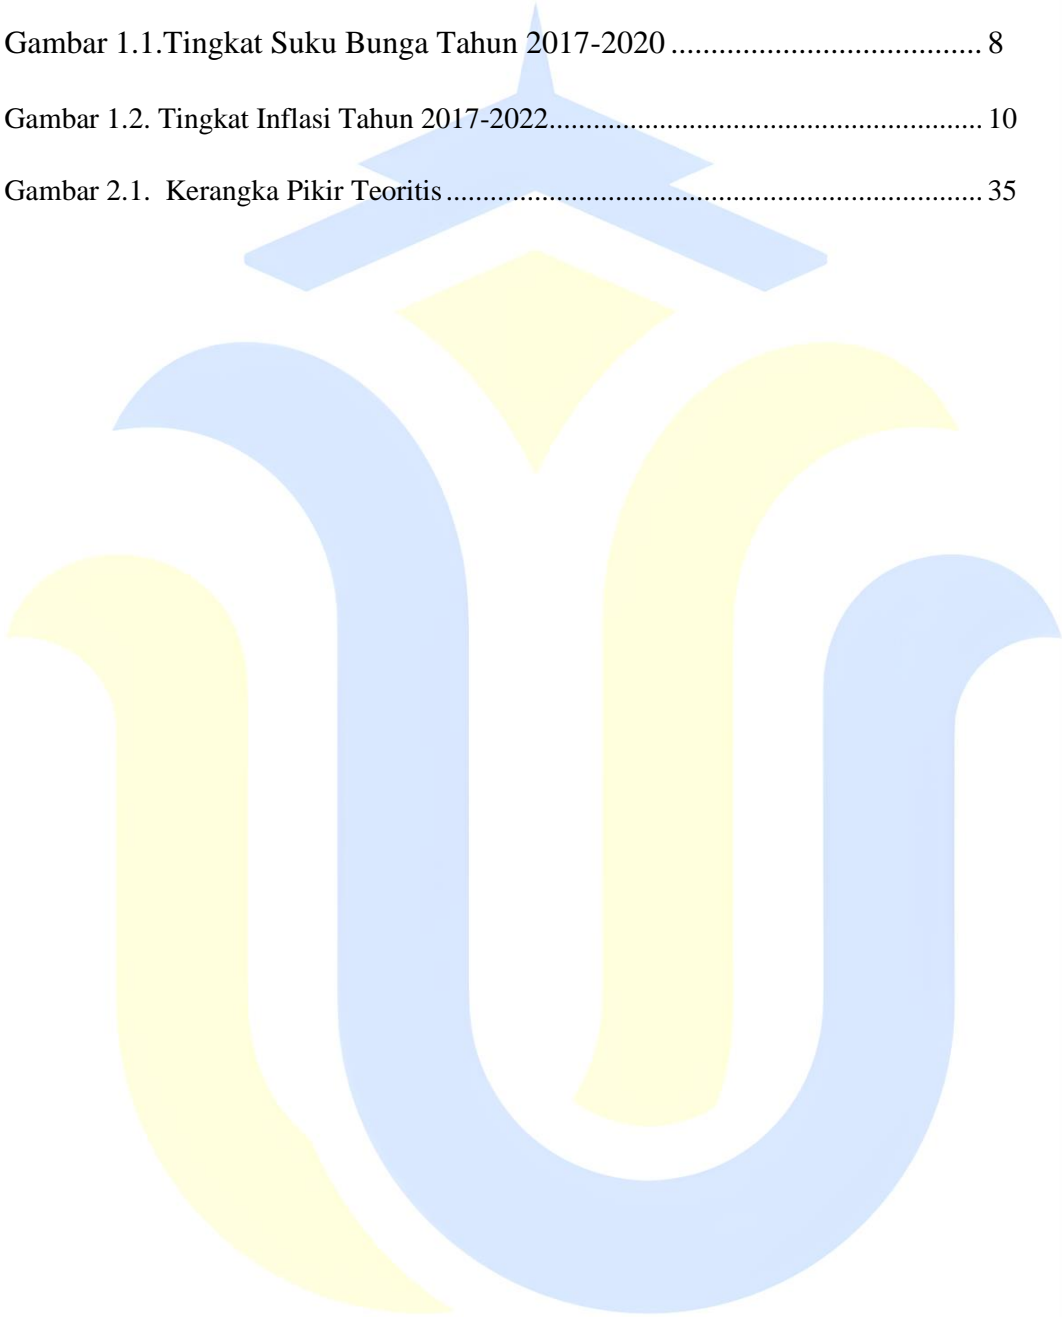 Gambar 1.1.Tingkat Suku Bunga Tahun 2017-2020 ...................................... 8
Gambar 1.2. Tingkat Inflasi Tahun 2017-2022........................................................... 10
Gambar 2.1.  Kerangka Pikir Teoritis ......................................................................... 35